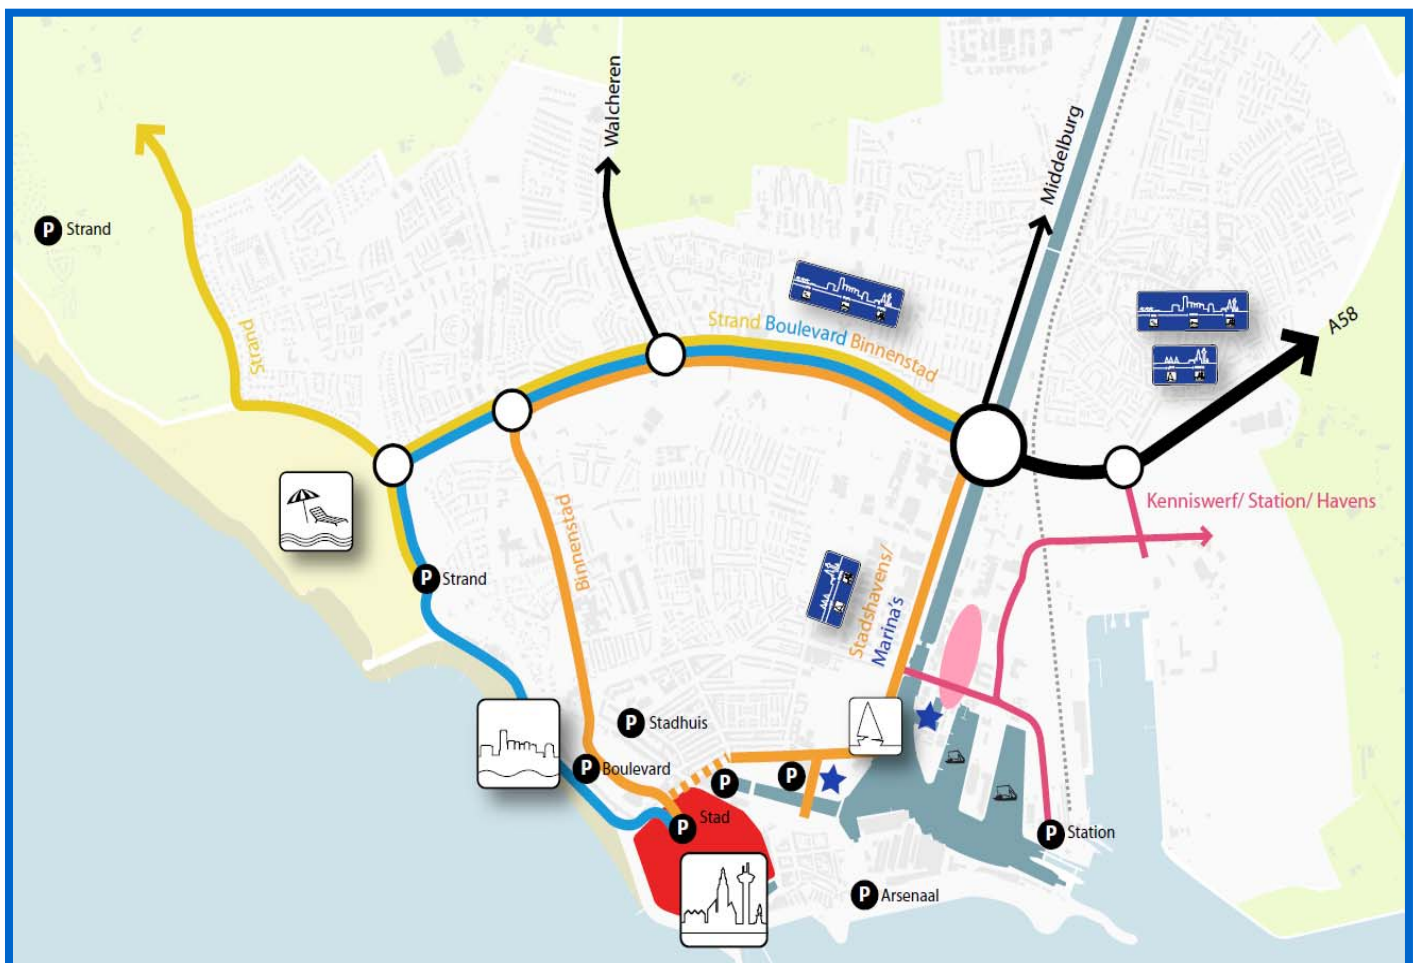 Walcheren
Middelburg
P Strand
Strand
Strand Boulevard Binnenstad
A58
Kenniswerf/ Station/ Havens
Binnenstad
Stadshavens/
Marina's
P Strand
P Stadhuis
P Boulevard
P
P
Stad
P
P Station
P Arsenaal